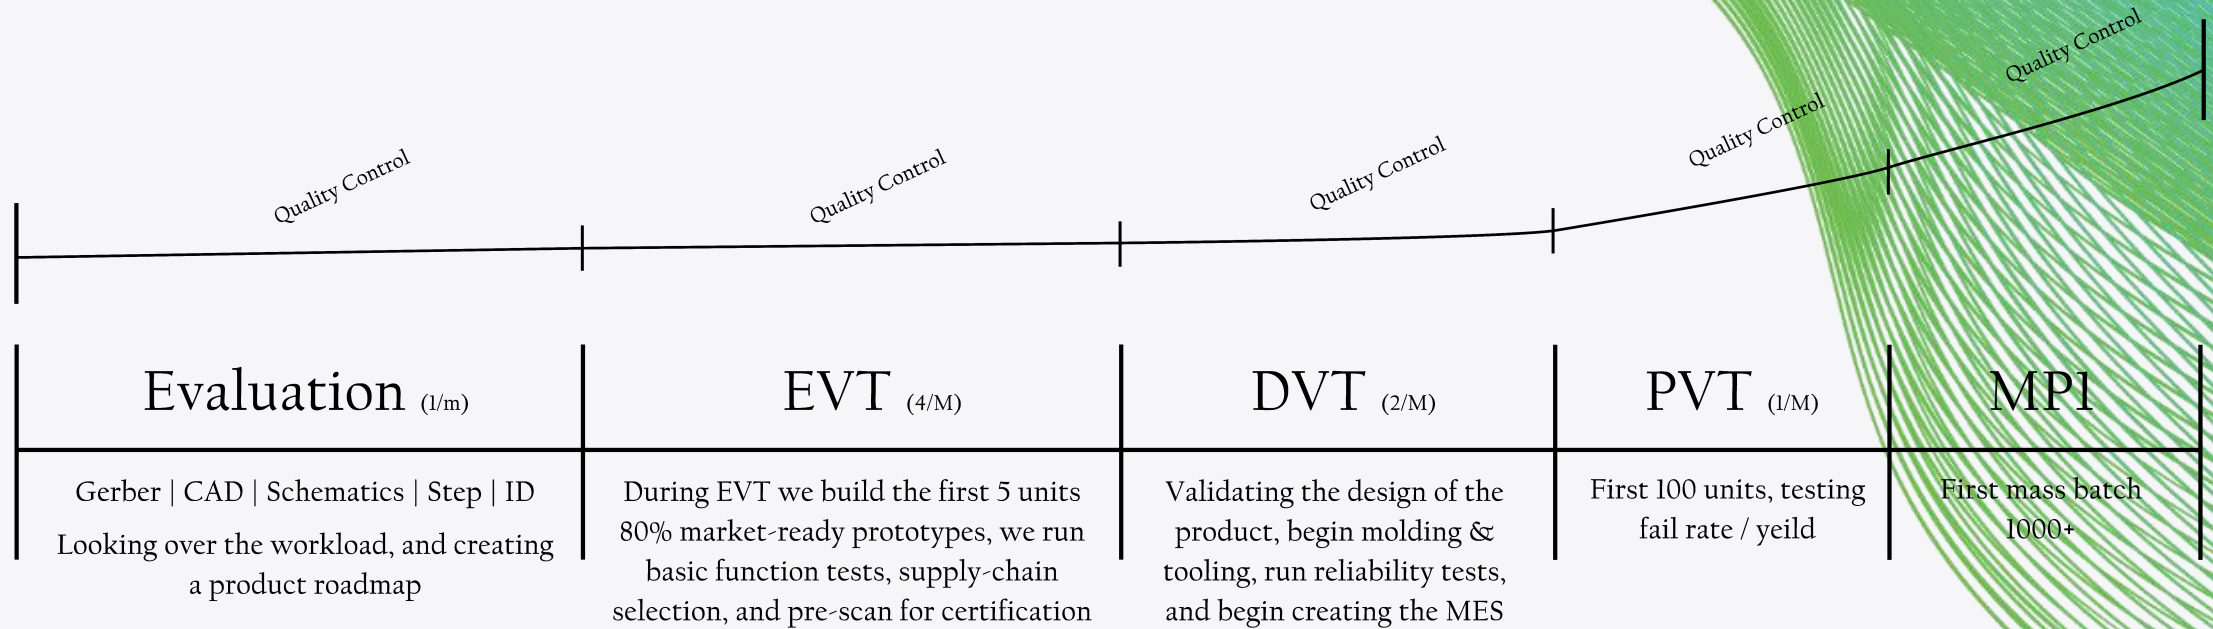 Quality Control
Quality Control
Quality Control
Quality Control
Quality Control
Evaluation (1/m)
Gerber | CAD | Schematics | Step | ID
Looking over the workload, and creating
a product roadmap
EVT (4/M)
During EVT we build the first 5 units
80% market-ready prototypes, we run
basic function tests, supply-chain
selection, and pre-scan for certification
DVT (2/M)
Validating the design of the
product, begin molding &
tooling, run reliability tests,
and begin creating the MES
PVT (1/M)
First 100 units, testing
fail rate / yeild
MP1
First mass batch
1000+